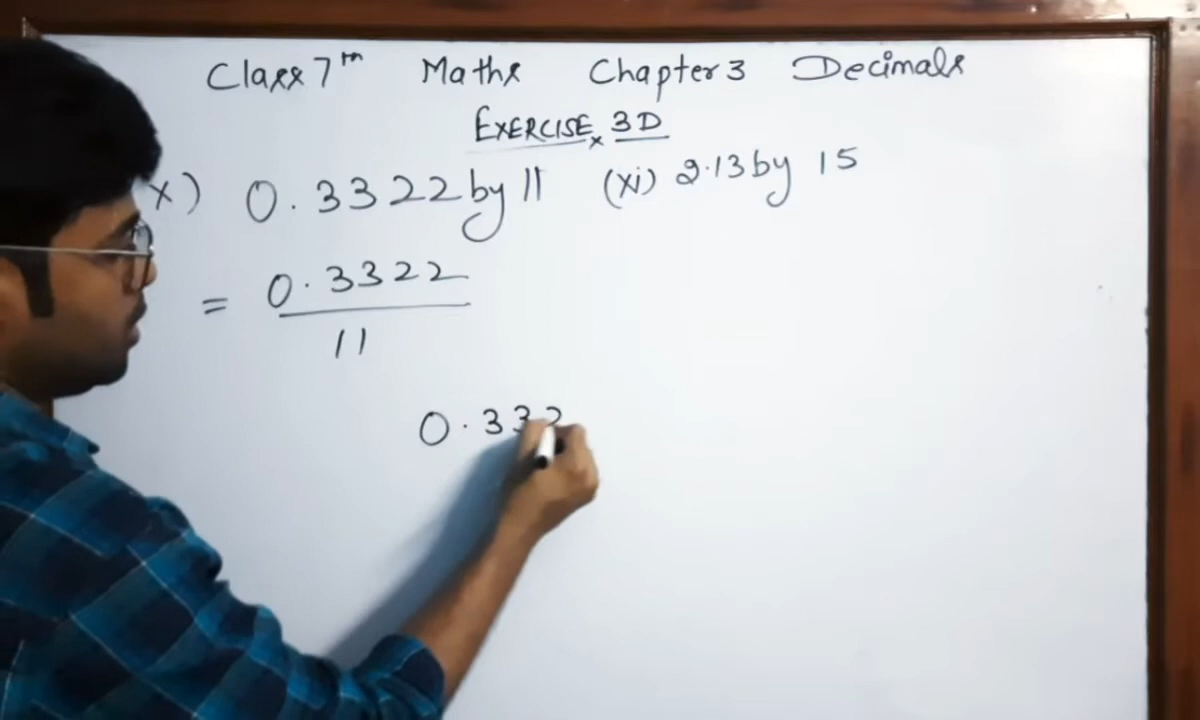 Class 7th Maths Chapter 3 Decimals
EXERCISE 3D
x) 0.3322 by 11 (xi) 2.13 by 15
= 0.3322
11
0.332